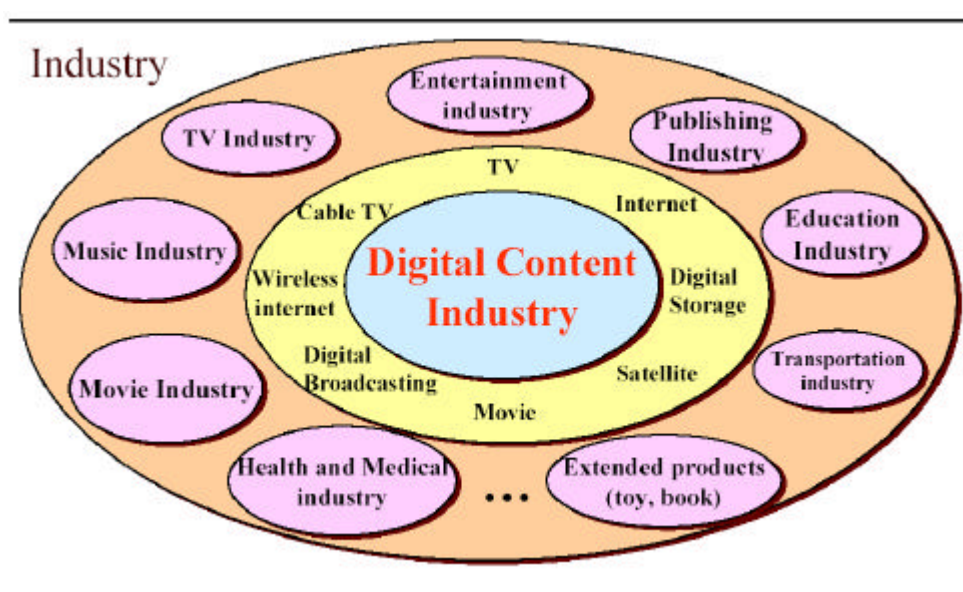 Industry
Entertainment
industry
TV Industry
Publishing
Industry
TV
Cable TV
Internet
Music Industry
Education
Industry
Digital Content
Industry
Wireless
internet
Digital
Storage
Digital
Broadcasting
Satellite
Transportation
industry
Movie Industry
Movie
Health and Medical
industry
...
Extended products
(toy, book)